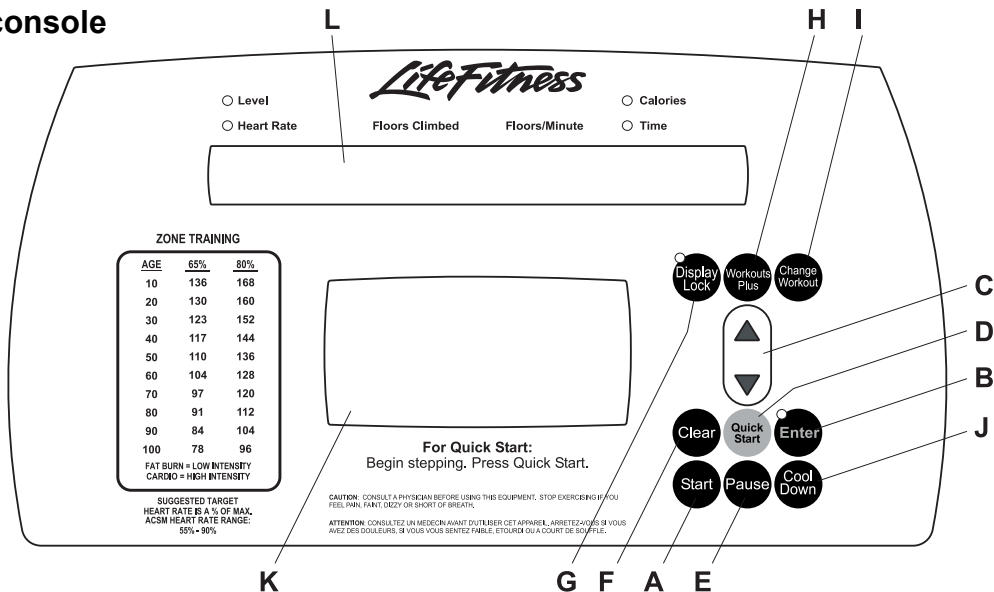 console
L
H
I
LifeFitness
Level
Calories
Heart Rate
Floors Climbed
Floors/Minute
Time
ZONE TRAINING
AGE 65% 80%
10 136 168
20 130 160
30 123 152
40 117 144
50 110 136
60 104 128
70 97 120
80 91 112
90 84 104
100 78 96
FAT BURN = LOW INTENSITY
CARDIO = HIGH INTENSITY
SUGGESTED TARGET
HEART RATE IS A % OF MAX.
ACSM HEART RATE RANGE:
55% - 90%
Display
Lock
Workouts
Plus
Change
Workout
C
D
B
J
Clear
Quick
Start
Enter
Start
Pause
Cool
Down
For Quick Start:
Begin stepping. Press Quick Start.
CAUTION: CONSULT A PHYSICIAN BEFORE USING THIS EQUIPMENT. STOP EXERCISING IF YOU
FEEL PAIN, FAINT, DIZZY OR SHORT OF BREATH.
ATTENTION: CONSULTEZ UN MEDECIN AVANT D'UTILISER CET APPAREIL, ARRETEZ-VOUS SI VOUS
AVEZ DES DOULEURS, SI VOUS VOUS SENTEZ FAIBLE, ETOURDI OU A COURT DE SOUFFLE.
K
G
F
A
E